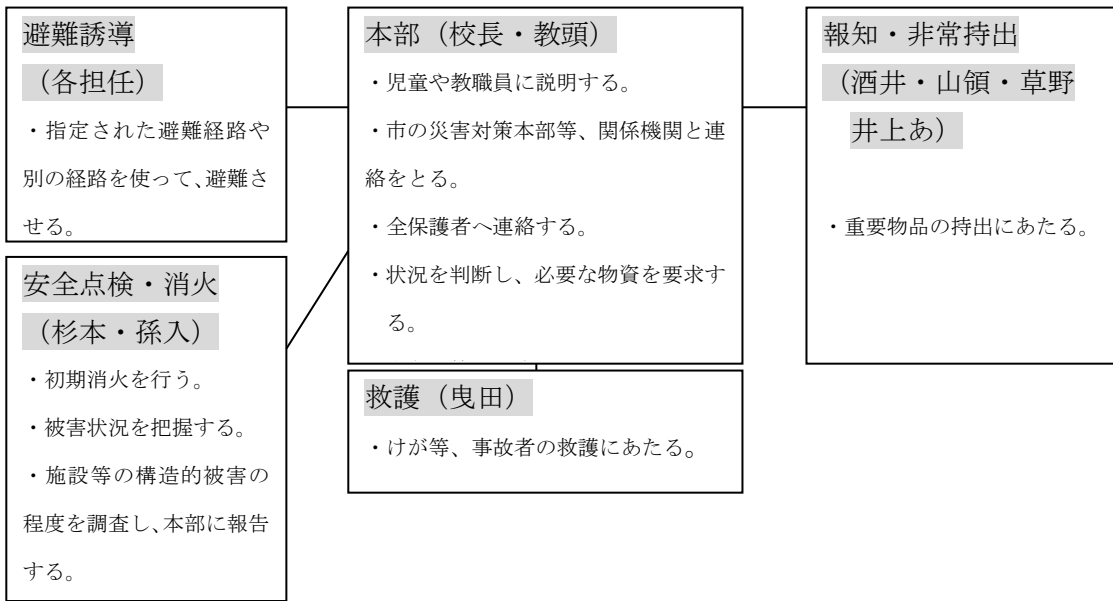 避難誘導
（各担任）
・指定された避難経路や
別の経路を使って、避難さ
せる。
安全点検・消火
（杉本・孫入）
・初期消火を行う。
・被害状況を把握する。
・施設等の構造的被害の
程度を調査し、本部に報告
する。
本部（校長・教頭）
・児童や教職員に説明する。
・市の災害対策本部等、関係機関と連
絡をとる。
・全保護者へ連絡する。
・状況を判断し、必要な物資を要求す
る。
救護（曳田）
・けが等、事故者の救護にあたる。
報知・非常持出
（酒井・山領・草野
井上あ）
・重要物品の持出にあたる。